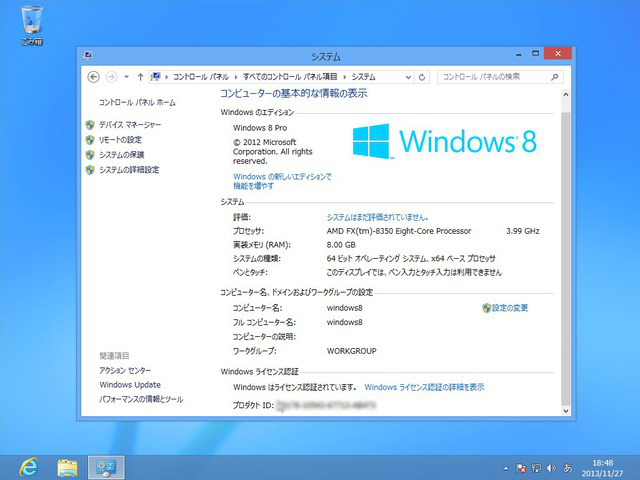 ごみ箱
システム
コントロール パネル すべてのコントロール パネル項目 システム
コントロール パネルの検索
コントロール パネル ホーム
デバイス マネージャー
リモートの設定
システムの保護
システムの詳細設定
関連項目
アクション センター
Windows Update
パフォーマンスの情報とツール
コンピューターの基本的な情報の表示
Windows のエディション
Windows 8 Pro
© 2012 Microsoft
Corporation. All rights
reserved.
Windows の新しいエディションで
機能を増やす
Windows 8
システム
評価: システムはまだ評価されていません。
プロセッサ: AMD FX(tm)-8350 Eight-Core Processor 3.99 GHz
実装メモリ (RAM): 8.00 GB
システムの種類: 64 ビット オペレーティング システム、x64 ベース プロセッサ
ペンとタッチ: このディスプレイでは、ペン入力とタッチ入力は利用できません
コンピューター名、ドメインおよびワークグループの設定
コンピューター名: windows8
設定の変更
フル コンピューター名: windows8
コンピューターの説明:
ワークグループ: WORKGROUP
Windows ライセンス認証
Windows はライセンス認証されています。 Windows ライセンス認証の詳細を表示
プロダクト ID:
あ
18:48
2013/11/27